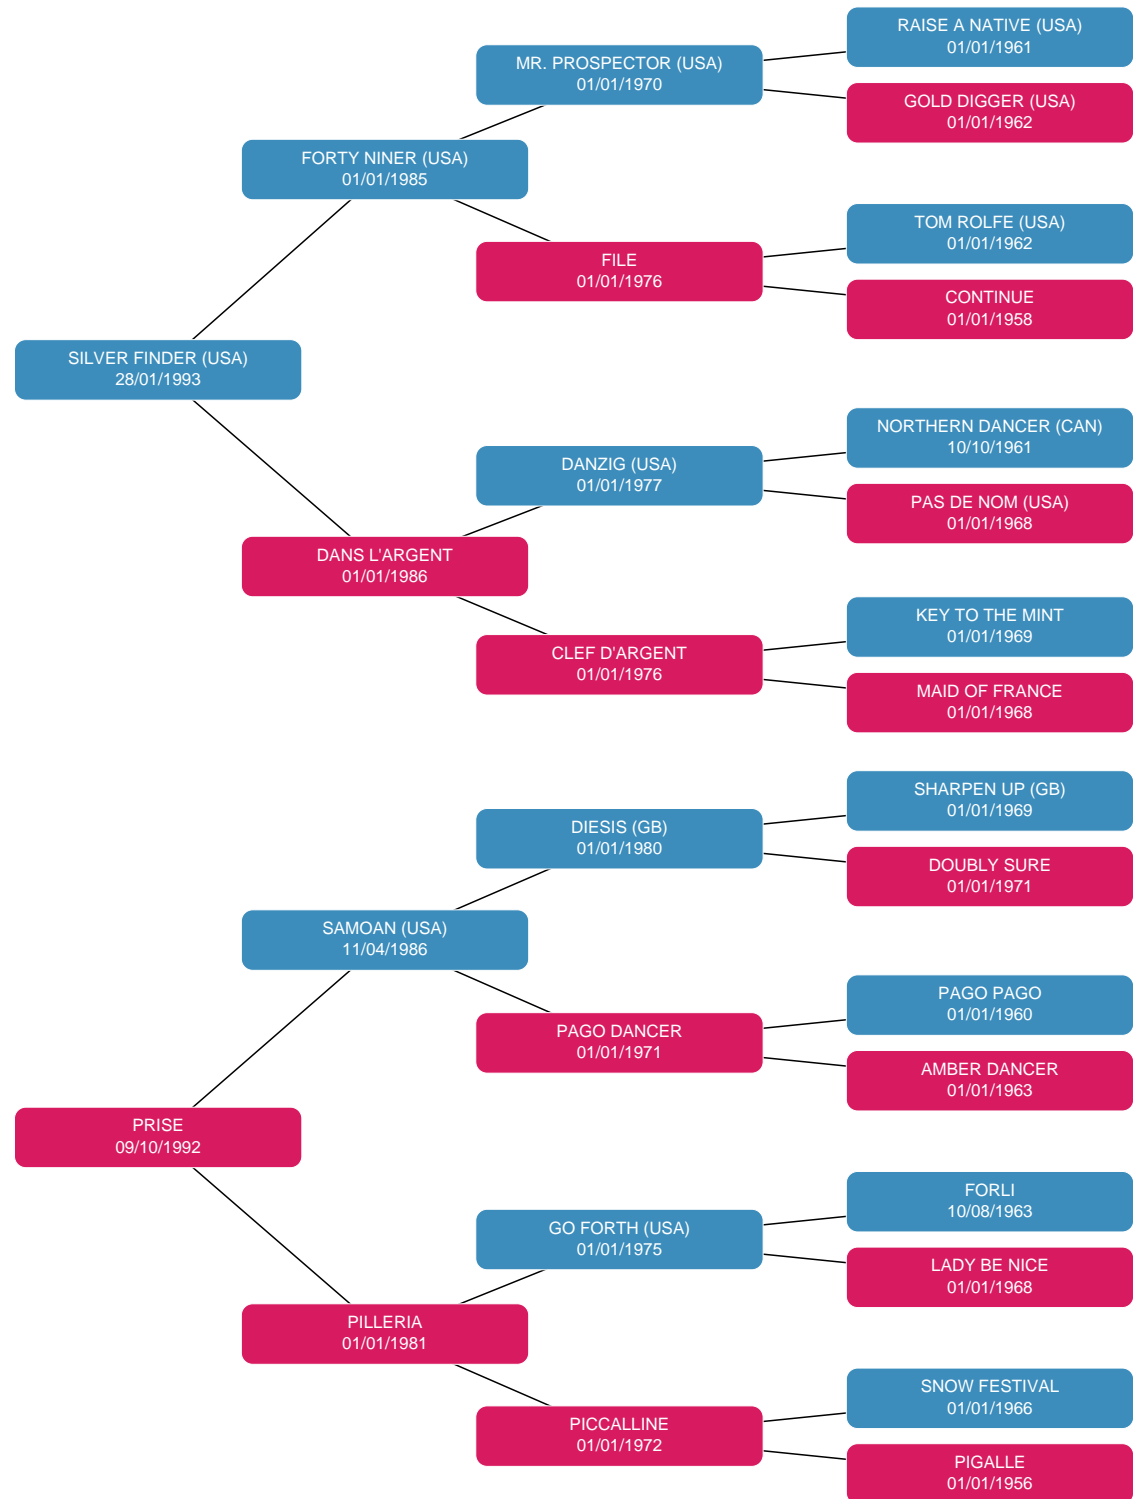 RAISE A NATIVE (USA)
01/01/1961
MR. PROSPECTOR (USA)
01/01/1970
GOLD DIGGER (USA)
01/01/1962
FORTY NINER (USA)
01/01/1985
TOM ROLFE (USA)
01/01/1962
FILE
01/01/1976
CONTINUE
01/01/1958
SILVER FINDER (USA)
28/01/1993
NORTHERN DANCER (CAN)
10/10/1961
DANZIG (USA)
01/01/1977
PAS DE NOM (USA)
01/01/1968
DANS L'ARGENT
01/01/1986
KEY TO THE MINT
01/01/1969
CLEF D'ARGENT
01/01/1976
MAID OF FRANCE
01/01/1968
SHARPEN UP (GB)
01/01/1969
DIESIS (GB)
01/01/1980
DOUBLY SURE
01/01/1971
SAMOAN (USA)
11/04/1986
PAGO PAGO
01/01/1960
PAGO DANCER
01/01/1971
AMBER DANCER
01/01/1963
PRISE
09/10/1992
FORLI
10/08/1963
GO FORTH (USA)
01/01/1975
LADY BE NICE
01/01/1968
PILLERIA
01/01/1981
SNOW FESTIVAL
01/01/1966
PICCALLINE
01/01/1972
PIGALLE
01/01/1956